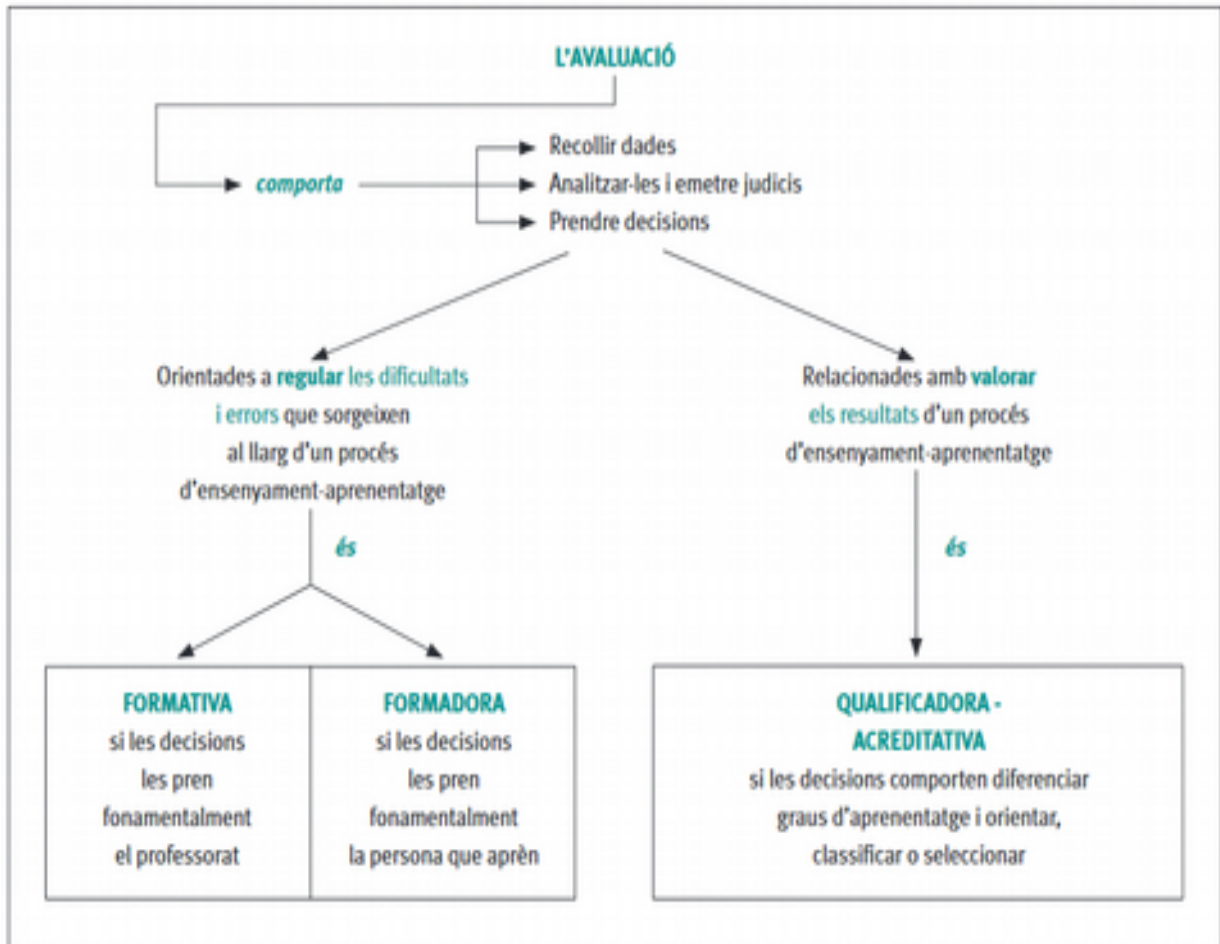 L'AVALUACIÓ
comporta
Recollir dades
Analitzar-les i emetre judicis
Prendre decisions
Orientades a regular les dificultats
i errors que sorgeixen
al llarg d'un procés
d'ensenyament-aprenentatge
és
Relacionades amb valorar
els resultats d'un procés
d'ensenyament-aprenentatge
és
FORMATIVA
si les decisions
les pren
fonamentalment
el professorat
FORMADORA
si les decisions
les pren
fonamentalment
la persona que aprèn
QUALIFICADORA -
ACREDITATIVA
si les decisions comporten diferenciar
graus d'aprenentatge i orientar,
classificar o seleccionar